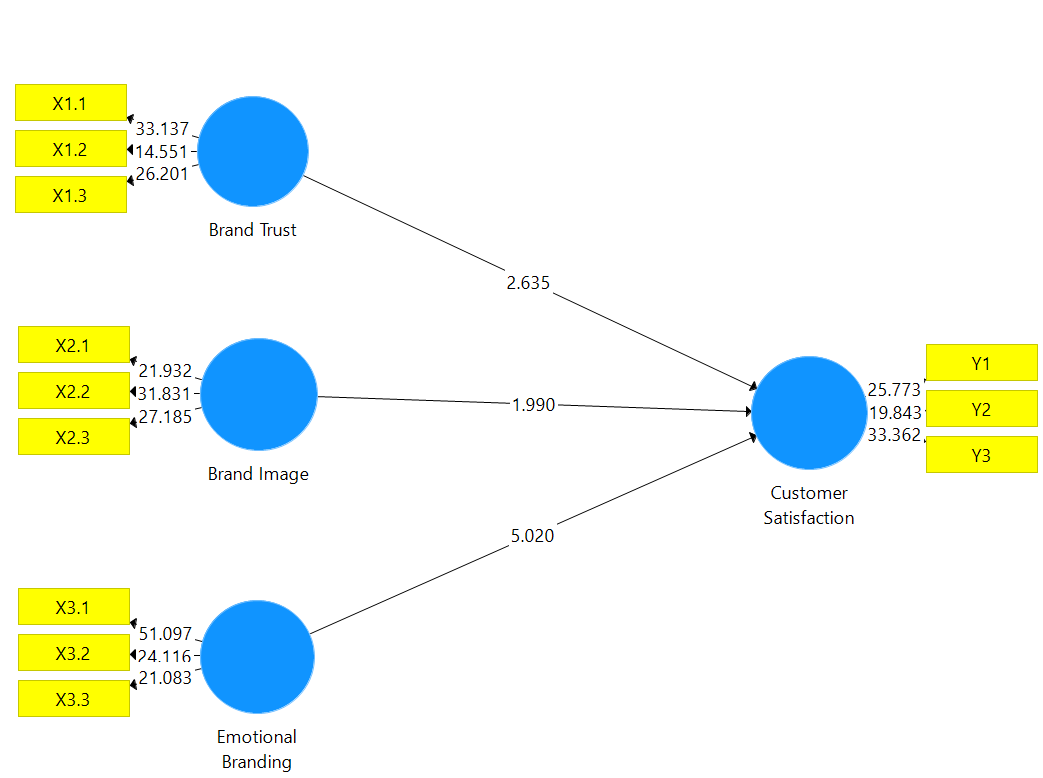 X1.1
33.137
X1.2
14.551
26.201
X1.3
Brand Trust
2.635
X2.1
21.932
X2.2
31.831
27.185
X2.3
Brand Image
1.990
X3.1
51.097
X3.2
24.116
21.083
X3.3
Emotional
Branding
5.020
Customer
Satisfaction
25.773
19.843
33.362
Y1
Y2
Y3